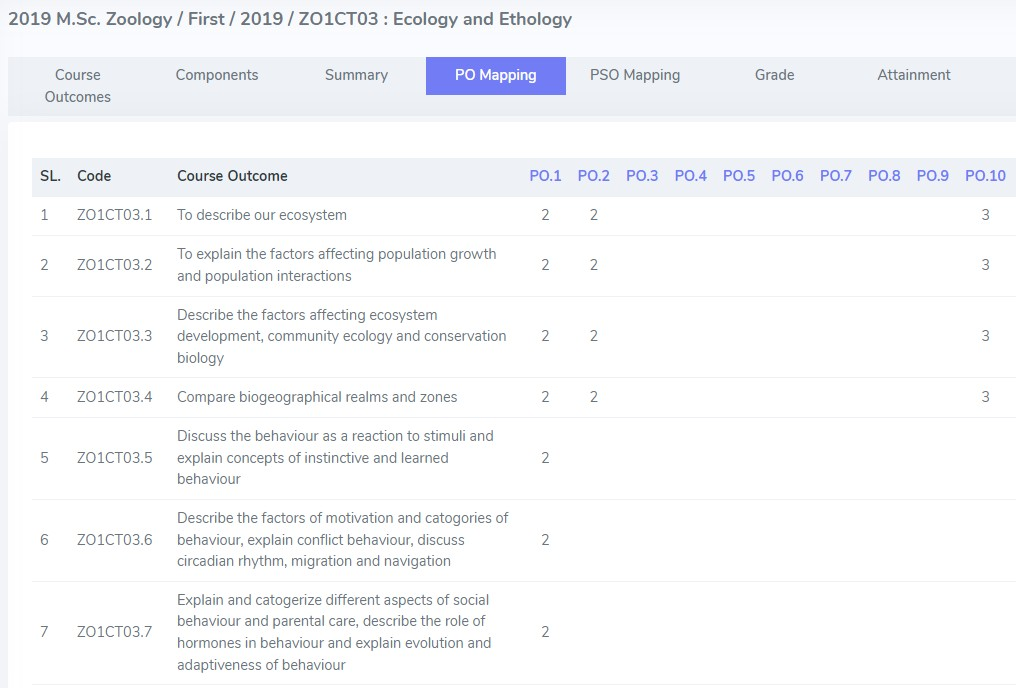 2019 M.Sc. Zoology / First / 2019 / ZO1CT03 : Ecology and Ethology
Course Outcomes Components Summary PO Mapping PSO Mapping Grade Attainment
SL. Code Course Outcome PO.1 PO.2 PO.3 PO.4 PO.5 PO.6 PO.7 PO.8 PO.9 PO.10
1 ZO1CT03.1 To describe our ecosystem 2 2 3
To explain the factors affecting population growth
2 ZO1CT03.2 and population interactions 2 2 3
Describe the factors affecting ecosystem
3 ZO1CT03.3 development, community ecology and conservation 2 2 3
biology
4 ZO1CT03.4 Compare biogeographical realms and zones 2 2 3
Discuss the behaviour as a reaction to stimuli and
5 ZO1CT03.5 explain concepts of instinctive and learned 2
behaviour
Describe the factors of motivation and catogories of
6 ZO1CT03.6 behaviour, explain conflict behaviour, discuss 2
circadian rhythm, migration and navigation
Explain and catogerize different aspects of social
behaviour and parental care, describe the role of
7 ZO1CT03.7 hormones in behaviour and explain evolution and 2
adaptiveness of behaviour